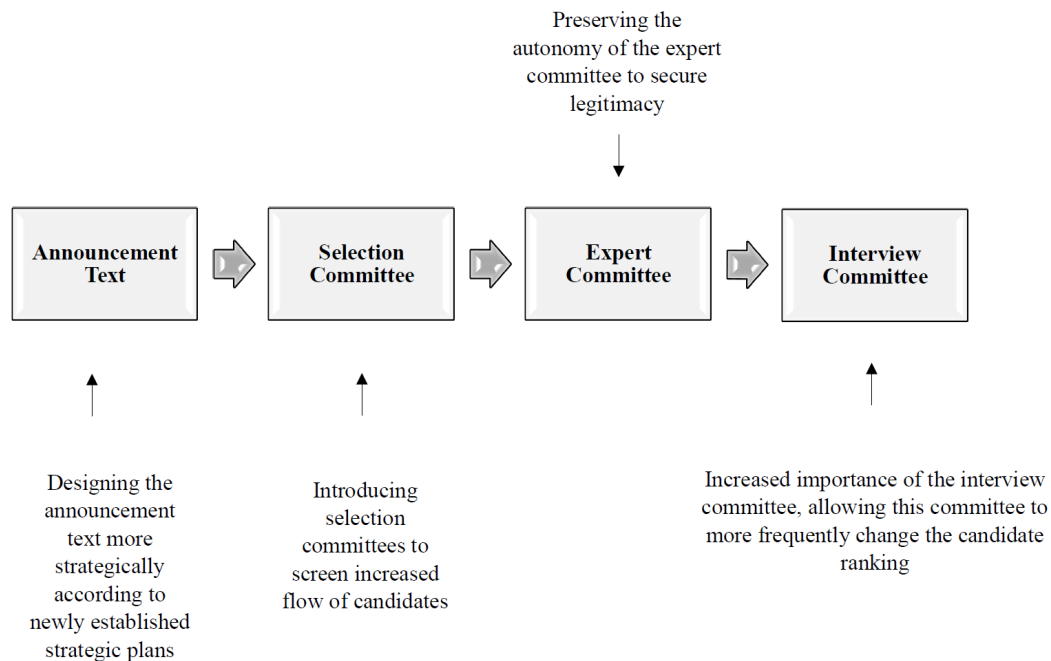 Preserving the
autonomy of the expert
committee to secure
legitimacy
Announcement
Text
Selection
Committee
Expert
Committee
Interview
Committee
Designing the
announcement
text more
strategically
according to
newly established
strategic plans
Introducing
selection
committees to
screen increased
flow of candidates
Increased importance of the interview
committee, allowing this committee to
more frequently change the candidate
ranking